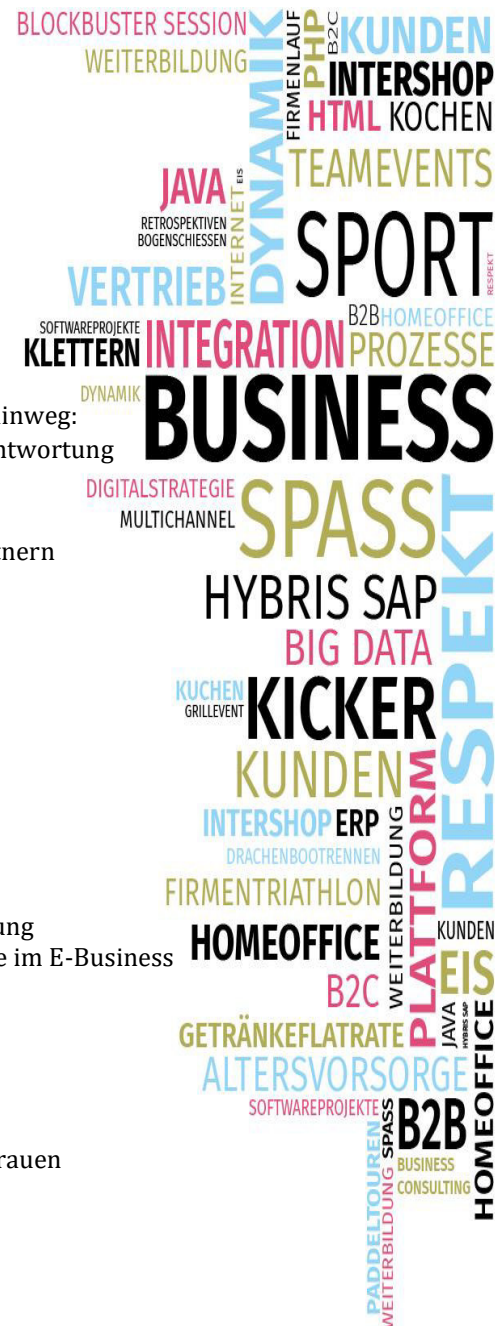 BLOCKBUSTER SESSION
WEITERBILDUNG
DYNAMIK
FIRMENLAUF
PHP
B2C
KUNDEN
INTERSHOP
HTML KOCHEN
TEAMEVENTS
JAVA
INTERNET
EIS
RETROSPEKTIVEN
BOGENSCHIESSEN
SPORT
RESPEKT
VERTRIEB
B2B HOMEOFFICE
SOFTWAREPROJEKTE
KLETTERN INTEGRATION PROZESSE
DYNAMIK
BUSINESS
inweg:
ntwortung
DIGITALSTRATEGIE
MULTICHANNEL
SPASS
RESPEKT
tnern
HYBRIS SAP
BIG DATA
KUCHEN
GRILLEVENT
KICKER
KUNDEN
PLATTFORM
INTERSHOP ERP
WEITERBILDUNG
DRACHENBOOTRENNEN
FIRMENTRIATHLON
ung
e im E-Business
HOMEOFFICE
KUNDEN
EIS
B2C
JAVA
HYBRIS SAP
HOMEOFFICE
GETRÄNKEFLATRATE
ALTERSVORSORGE
SOFTWAREPROJEKTE
SPASS
B2B
PADDELTOUREN
WEITERBILDUNG
rauen
BUSINESS
CONSULTING